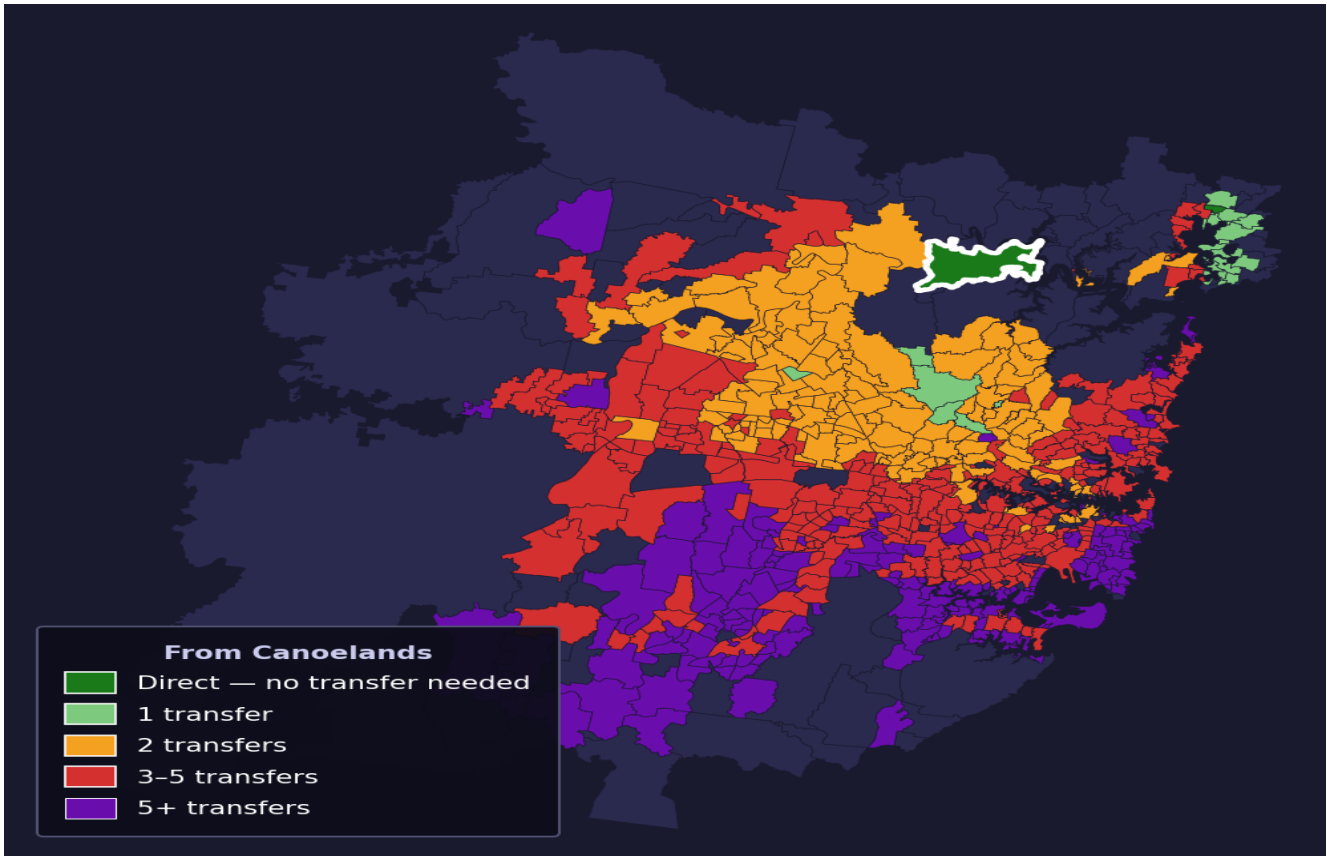 From Canoelands
Direct — no transfer needed
1 transfer
2 transfers
3–5 transfers
5+ transfers